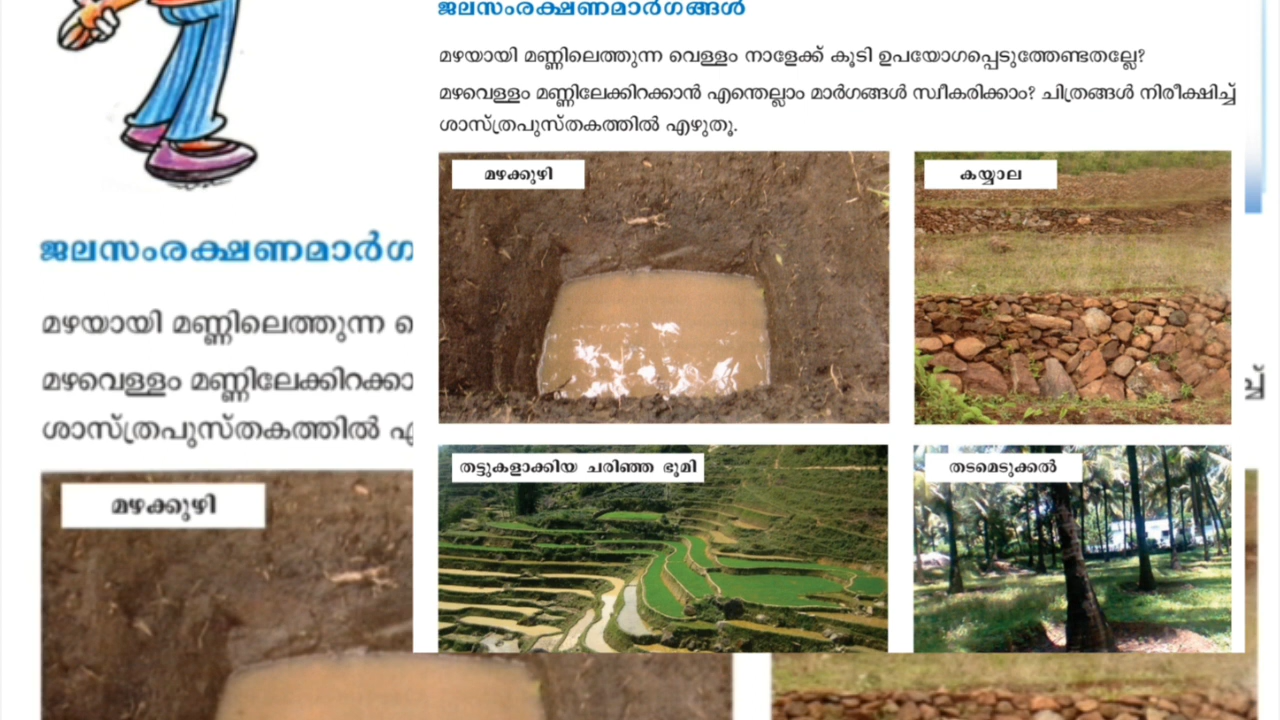 ജലസംരക്ഷണമാർഗങ്ങൾ
മഴയായി മണ്ണിലെത്തുന്ന വെള്ളം നാളേക്ക് കൂടി ഉപയോഗപ്പെടുത്തേണ്ടതല്ലേ?
മഴവെള്ളം മണ്ണിലേക്കിറക്കാൻ എന്തെല്ലാം മാർഗങ്ങൾ സ്വീകരിക്കാം? ചിത്രങ്ങൾ നിരീക്ഷിച്ച്
ശാസ്ത്രപുസ്തകത്തിൽ എഴുതൂ.
മഴക്കുഴി
കയ്യാല
തട്ടുകളാക്കിയ ചരിഞ്ഞ ഭൂമി
തടമെടുക്കൽ
ജലസംരക്ഷണമാർഗ
മഴയായി മണ്ണിലെത്തുന്ന
മഴവെള്ളം മണ്ണിലേക്കിറക്കാ
ശാസ്ത്രപുസ്തകത്തിൽ എ
മഴക്കുഴി
ച്ച്